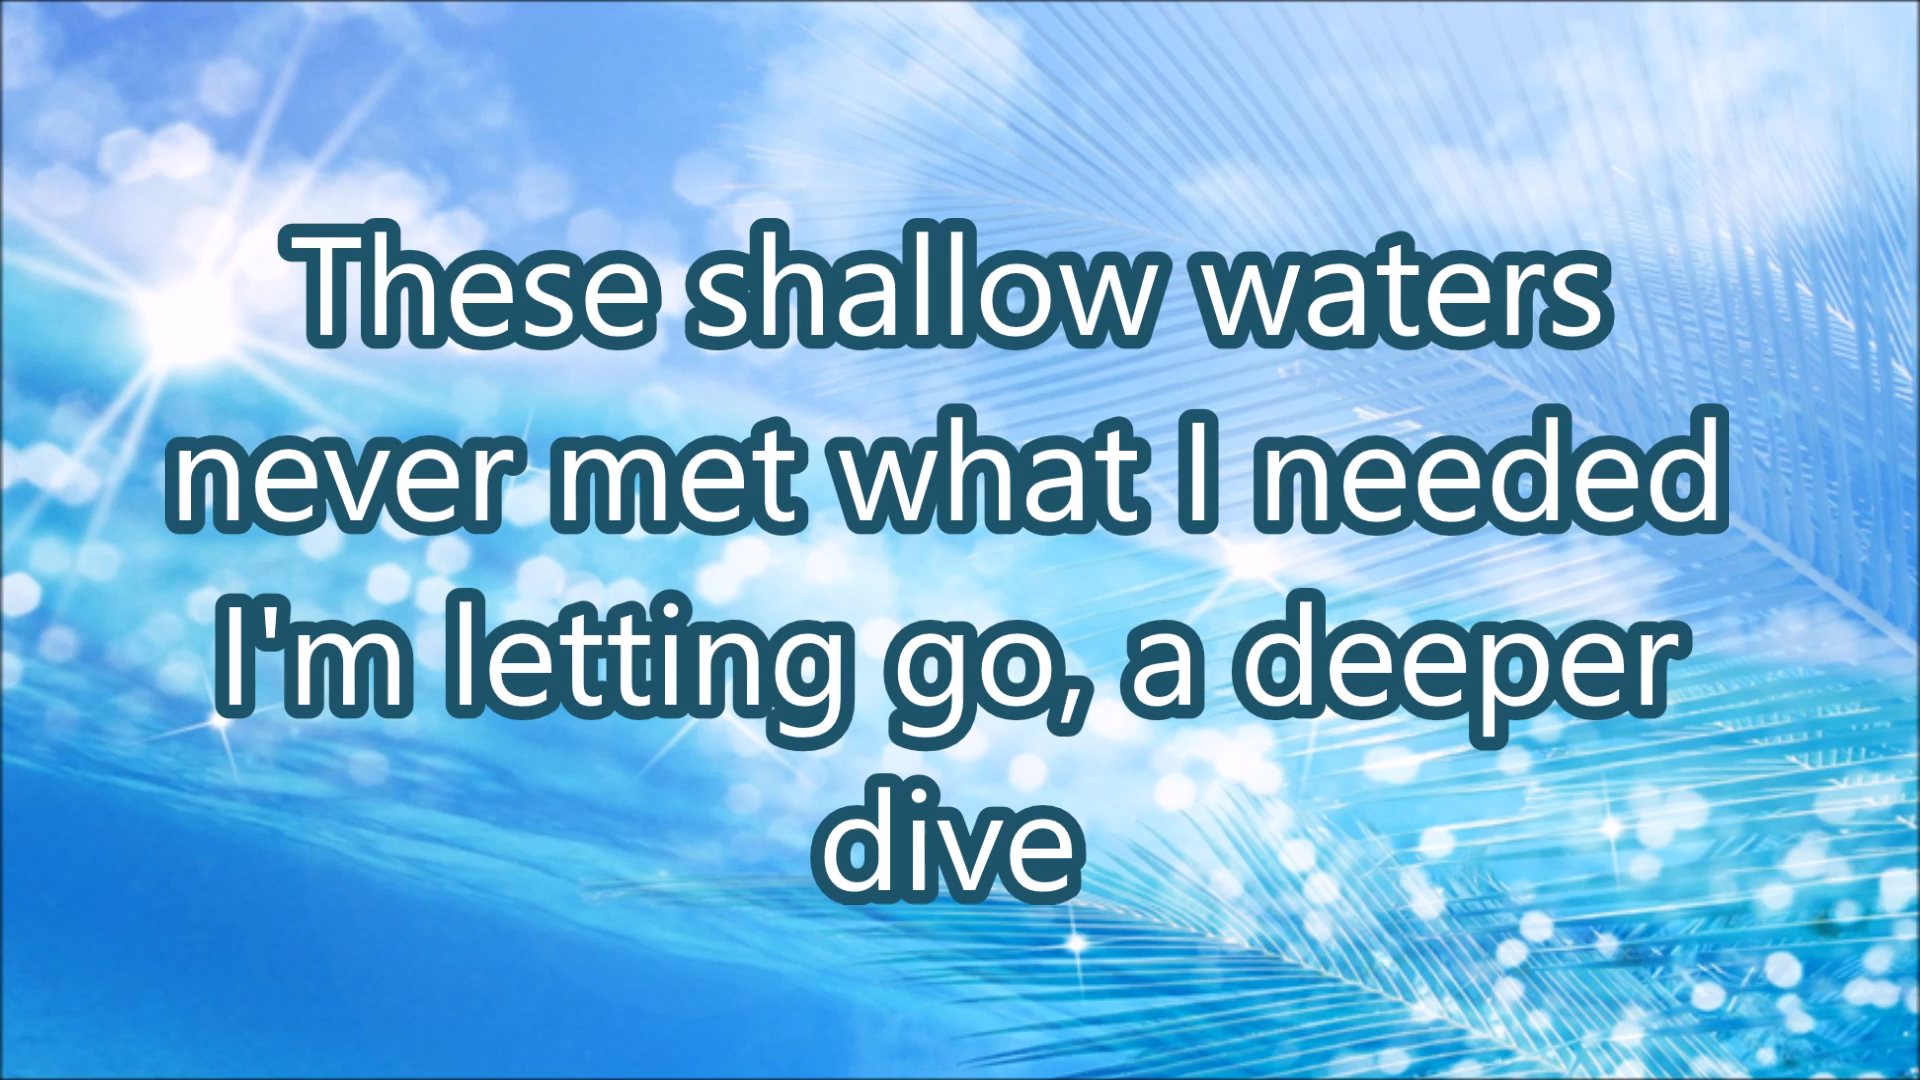 These shallow waters
never met what I needed
I'm letting go, a deeper
dive